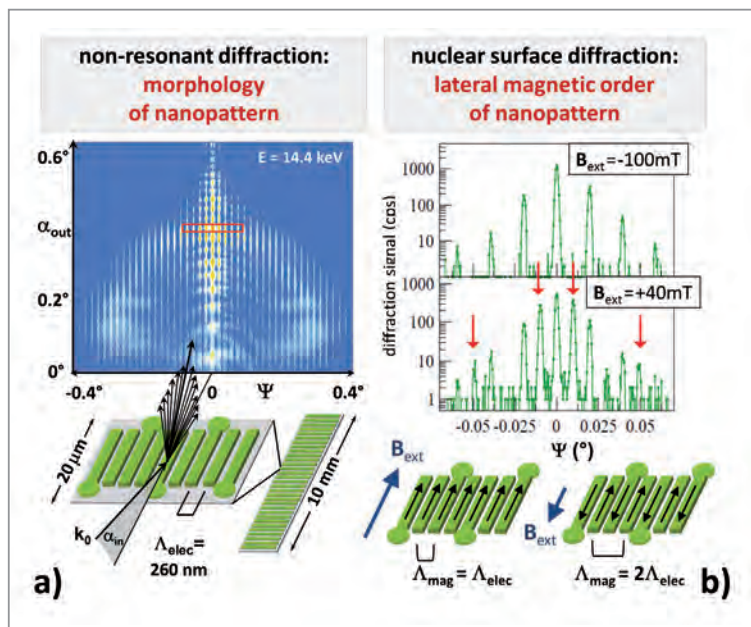 non-resonant diffraction:
morphology
of nanopattern
nuclear surface diffraction:
lateral magnetic order
of nanopattern
0.6°
E = 14.4 keV
α_out
0.2°
0°
-0.4°
0
Ψ
0.4°
20 μm
k₀
α_in
Λ_elec =
260 nm
10 mm
a)
diffraction signal (cos)
1000
100
10
B_ext=-100mT
1000
100
10
1
B_ext=+40mT
-0.05
-0.025
0
0.025
0.05
Ψ (°)
B_ext
B_ext
Λ_mag = Λ_elec
Λ_mag = 2Λ_elec
b)